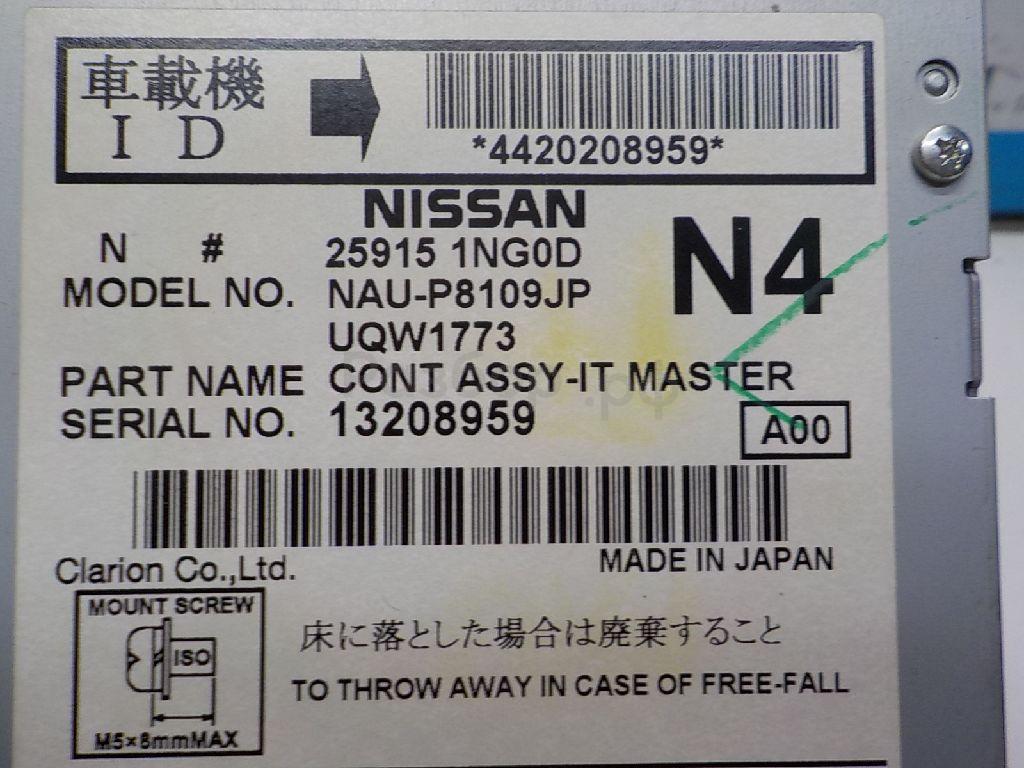 車載機
ID
*4420208959*
NISSAN
N # 25915 1NG0D
N4
MODEL NO. NAU-P8109JP
UQW1773
PART NAME CONT ASSY-IT MASTER
SERIAL NO. 13208959
A00
Clarion Co.,Ltd.
MADE IN JAPAN
MOUNT SCREW
ISO
M5×8mmMAX
床に落とした場合は廃棄すること
TO THROW AWAY IN CASE OF FREE-FALL